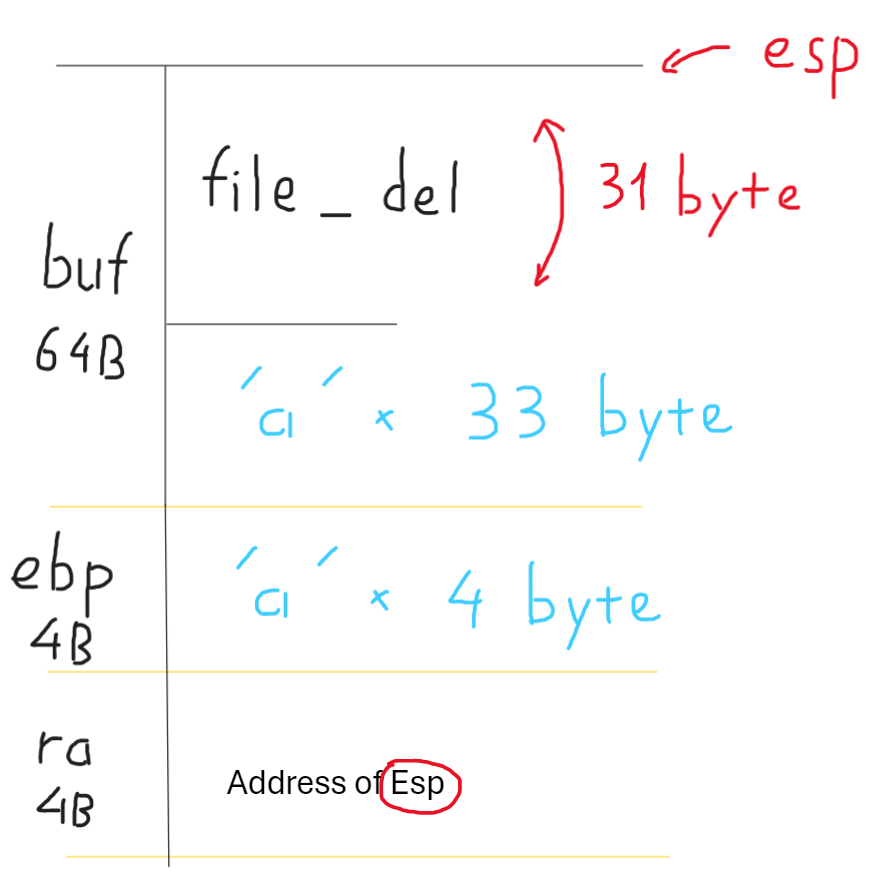 esp
file_del
31 byte
buf
64B
'a' × 33 byte
ebp
4B
'a' × 4 byte
ra
4B
Address of Esp